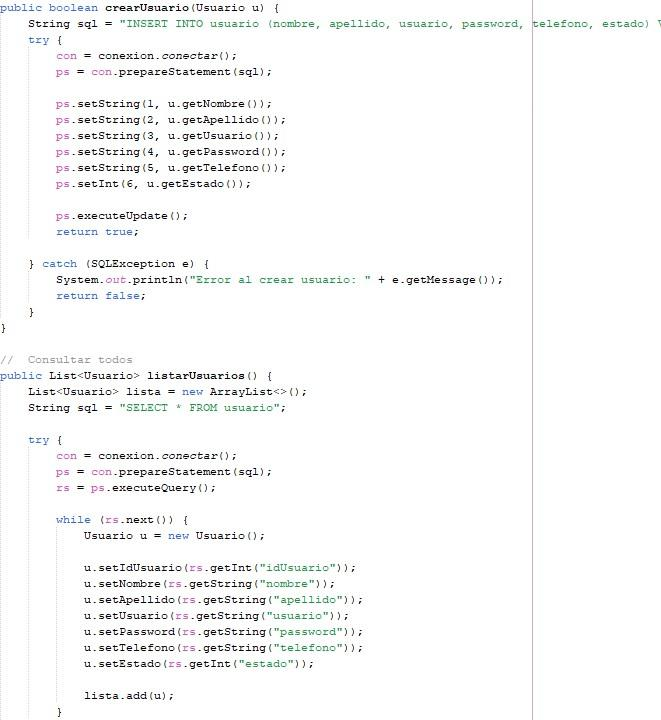 public boolean crearUsuario(Usuario u) {
    String sql = "INSERT INTO usuario (nombre, apellido, usuario, password, telefono, estado) V
    try {
        con = conexion.conectar();
        ps = con.prepareStatement(sql);

        ps.setString(1, u.getNombre());
        ps.setString(2, u.getApellido());
        ps.setString(3, u.getUsuario());
        ps.setString(4, u.getPassword());
        ps.setString(5, u.getTelefono());
        ps.setInt(6, u.getEstado());

        ps.executeUpdate();
        return true;

    } catch (SQLException e) {
        System.out.println("Error al crear usuario: " + e.getMessage());
        return false;
    }
}

//  Consultar todos
public List<Usuario> listarUsuarios() {
    List<Usuario> lista = new ArrayList<>();
    String sql = "SELECT * FROM usuario";

    try {
        con = conexion.conectar();
        ps = con.prepareStatement(sql);
        rs = ps.executeQuery();

        while (rs.next()) {
            Usuario u = new Usuario();

            u.setIdUsuario(rs.getInt("idUsuario"));
            u.setNombre(rs.getString("nombre"));
            u.setApellido(rs.getString("apellido"));
            u.setUsuario(rs.getString("usuario"));
            u.setPassword(rs.getString("password"));
            u.setTelefono(rs.getString("telefono"));
            u.setEstado(rs.getInt("estado"));

            lista.add(u);
        }